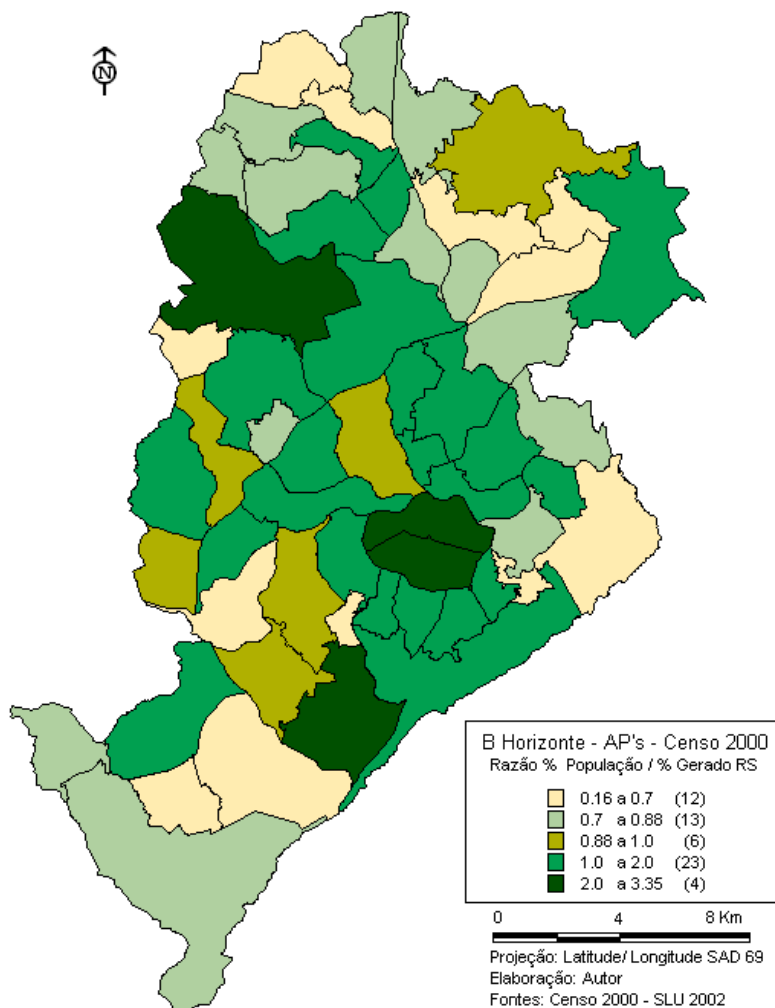 N
B Horizonte - AP's - Censo 2000
Razão % População / % Gerado RS
0.16 a 0.7 (12)
0.7 a 0.88 (13)
0.88 a 1.0 (6)
1.0 a 2.0 (23)
2.0 a 3.35 (4)
0 4 8 Km
Projeção: Latitude/ Longitude SAD 69
Elaboração: Autor
Fontes: Censo 2000 - SLU 2002